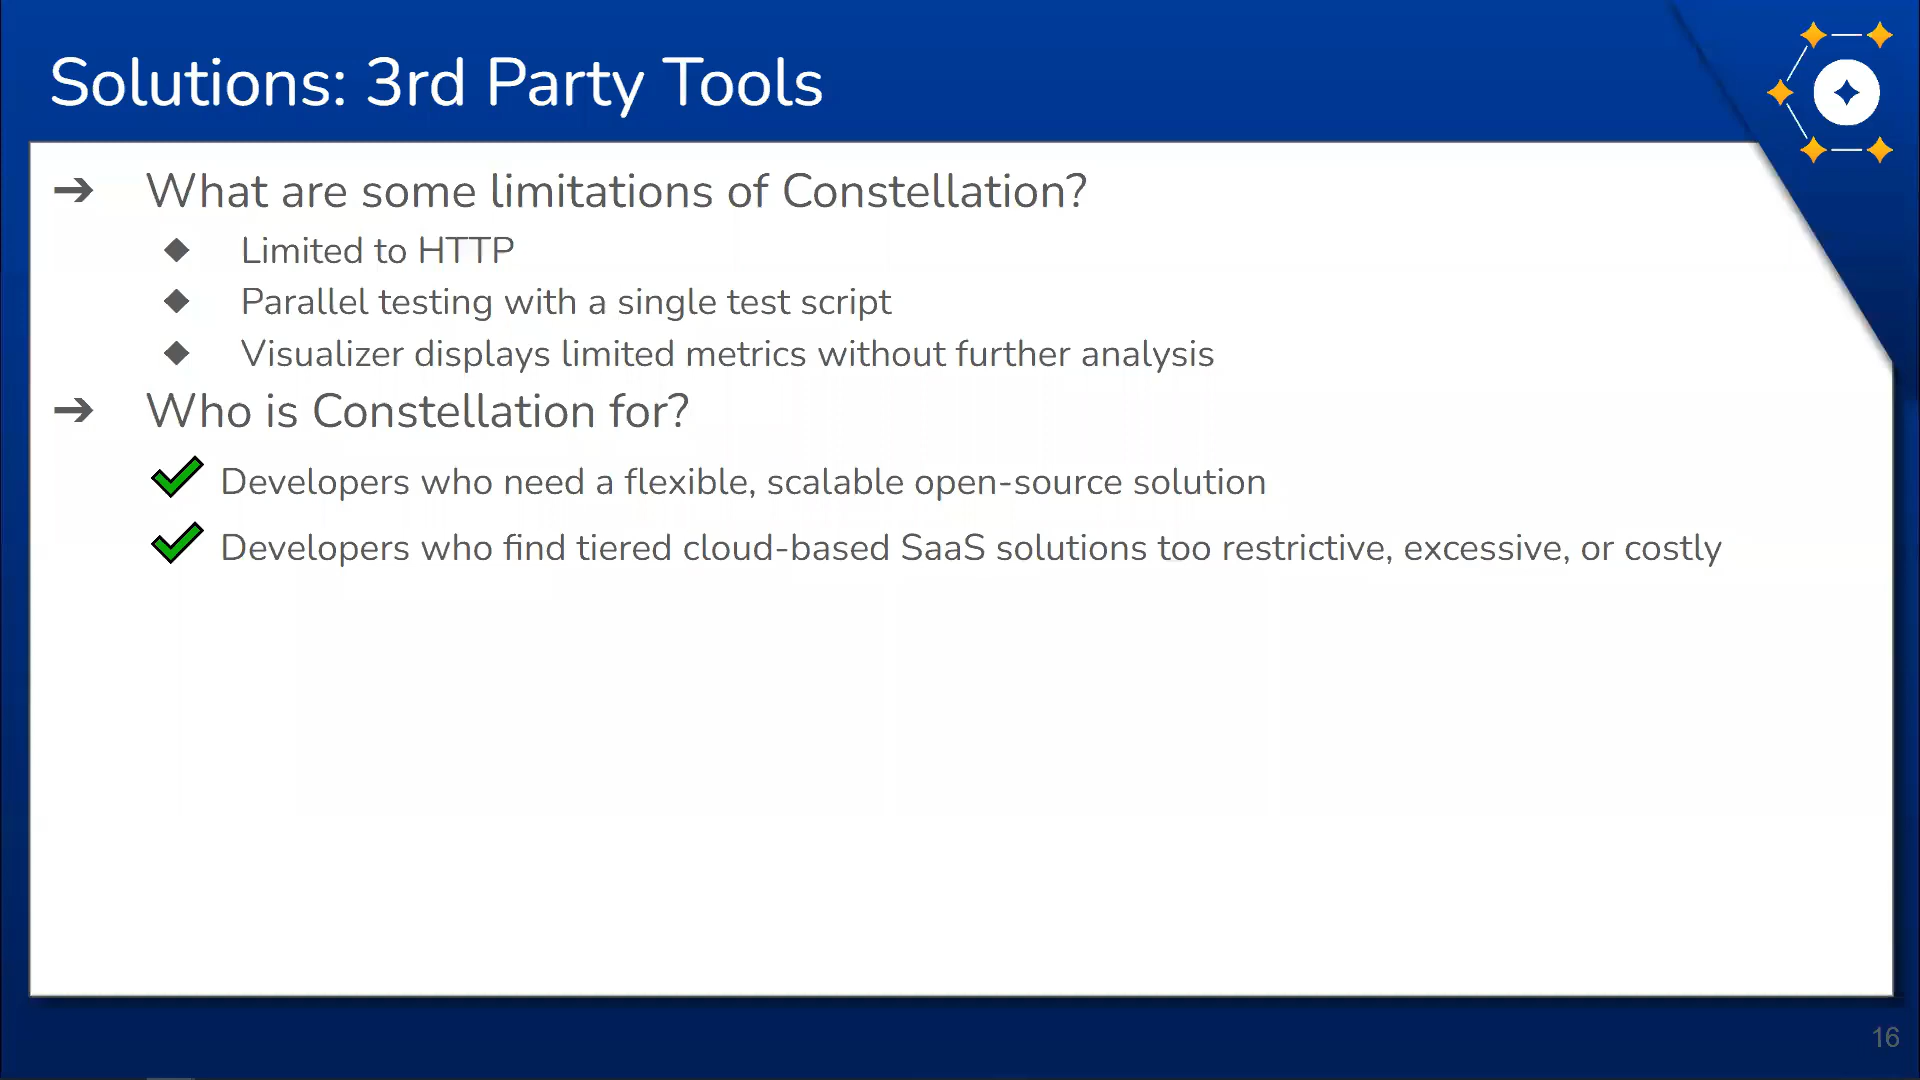 Solutions: 3rd Party Tools
What are some limitations of Constellation?
Limited to HTTP
Parallel testing with a single test script
Visualizer displays limited metrics without further analysis
Who is Constellation for?
Developers who need a flexible, scalable open-source solution
Developers who find tiered cloud-based SaaS solutions too restrictive, excessive, or costly
16